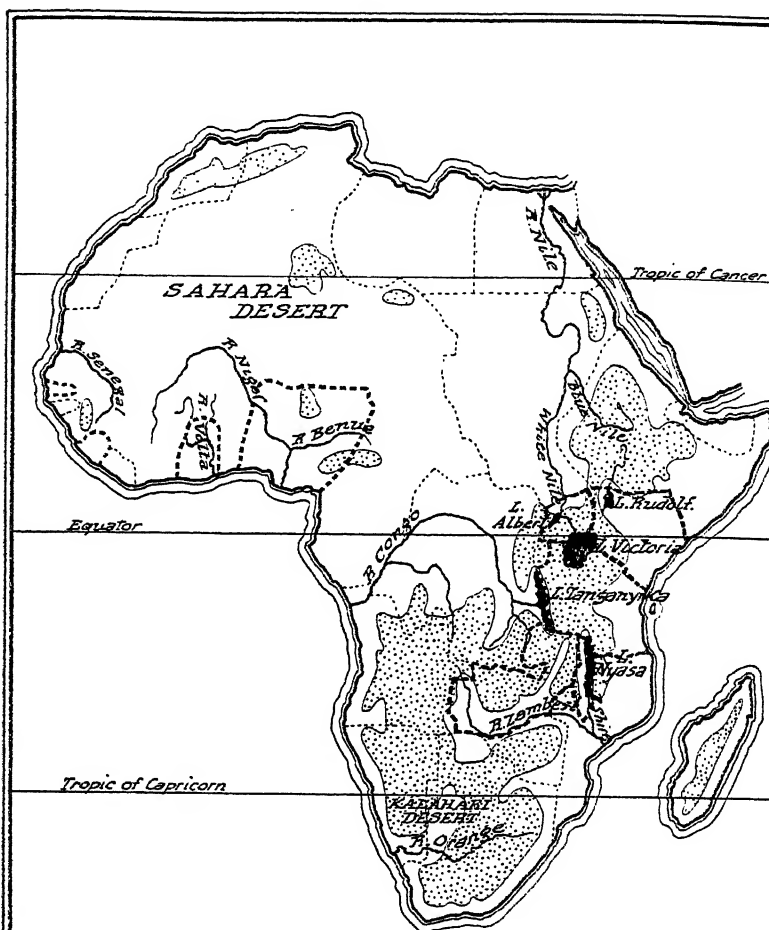 R. Nile
Tropic of Cancer
SAHARA
DESERT
R. Senegal
R. Niger
R. Volta
R. Benue
Blue Nile
White Nile
L. Rudolf.
L.
Albert
Equator
L. Victoria
R. Congo
L. Tanganyika
L.
Nyasa
R. Zambesi
Tropic of Capricorn
KALAHARI
DESERT
R. Orange